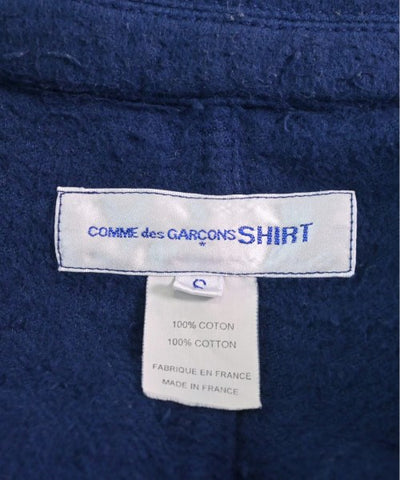 COMME des GARÇONS SHIRT
*
S
100% COTON
100% COTTON
FABRIQUE EN FRANCE
MADE IN FRANCE